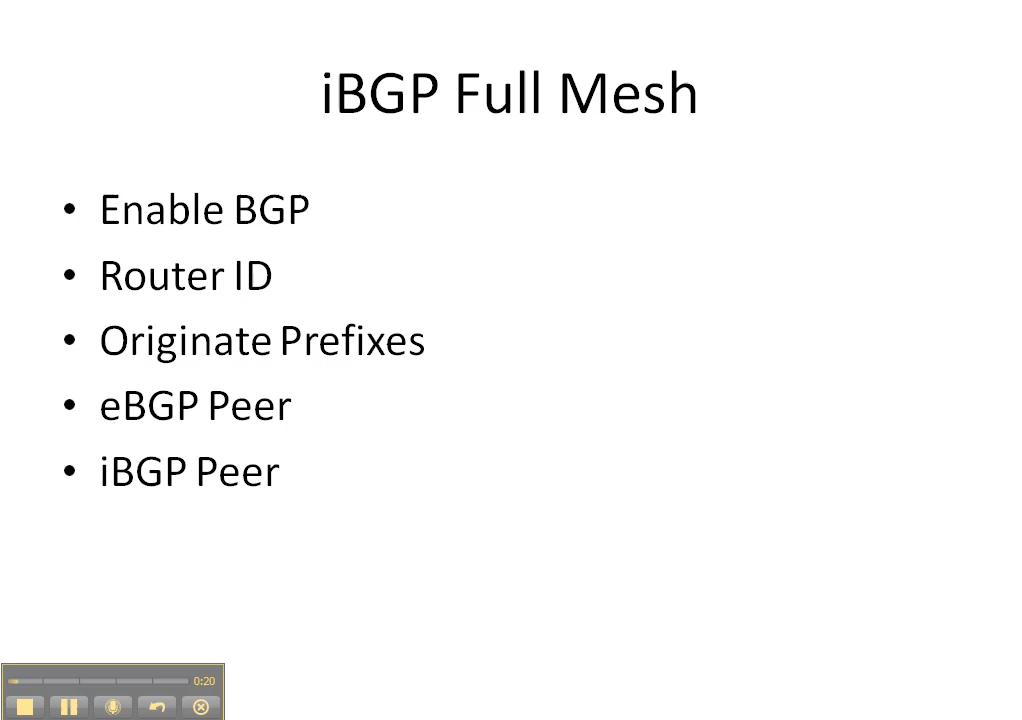 iBGP Full Mesh
• Enable BGP
• Router ID
• Originate Prefixes
• eBGP Peer
• iBGP Peer
0:20